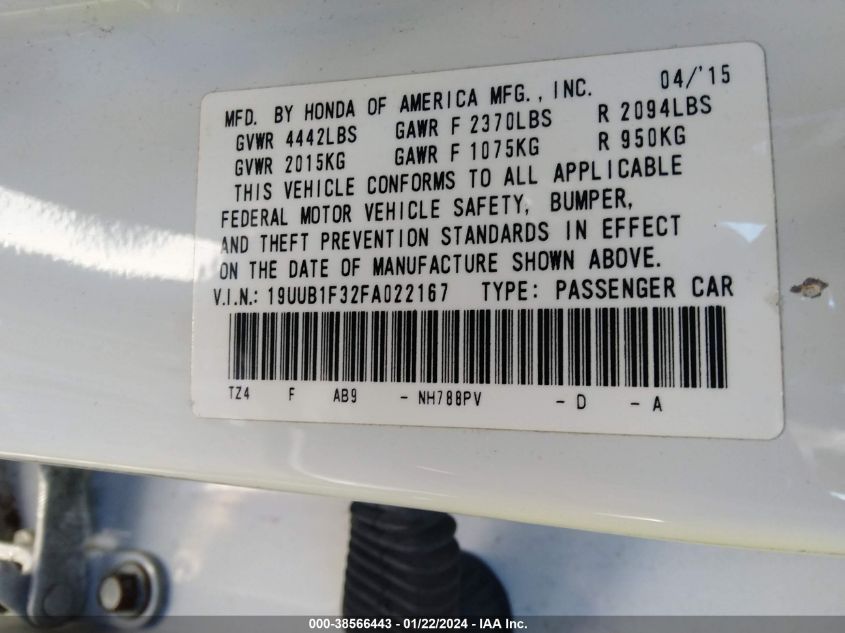 MFD. BY HONDA OF AMERICA MFG., INC. 04/'15
GVWR 4442LBS GAWR F 2370LBS R 2094LBS
GVWR 2015KG GAWR F 1075KG R 950KG
THIS VEHICLE CONFORMS TO ALL APPLICABLE
FEDERAL MOTOR VEHICLE SAFETY, BUMPER,
AND THEFT PREVENTION STANDARDS IN EFFECT
ON THE DATE OF MANUFACTURE SHOWN ABOVE.
V.I.N.: 19UUB1F32FA022167 TYPE: PASSENGER CAR
TZ4 F AB9 - NH788PV - D - A
000-38566443 - 01/22/2024 - IAA Inc.